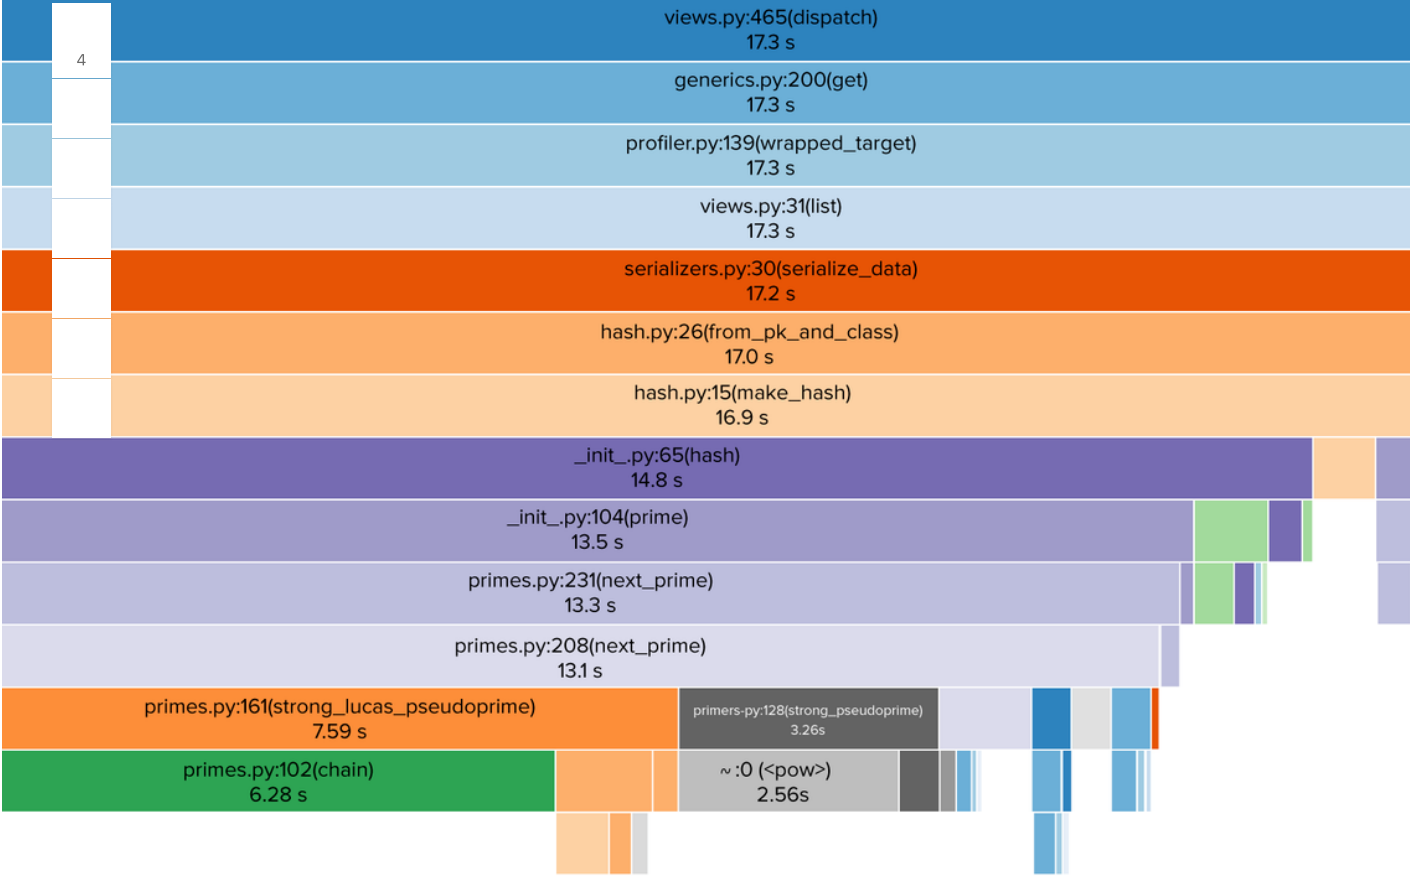 views.py:465(dispatch)
17.3 s
4
generics.py:200(get)
17.3 s
profiler.py:139(wrapped_target)
17.3 s
views.py:31(list)
17.3 s
serializers.py:30(serialize_data)
17.2 s
hash.py:26(from_pk_and_class)
17.0 s
hash.py:15(make_hash)
16.9 s
_init_.py:65(hash)
14.8 s
_init_.py:104(prime)
13.5 s
primes.py:231(next_prime)
13.3 s
primes.py:208(next_prime)
13.1 s
primes.py:161(strong_lucas_pseudoprime)
7.59 s
primers-py:128(strong_pseudoprime)
3.26s
primes.py:102(chain)
6.28 s
~ :0 (<pow>)
2.56s